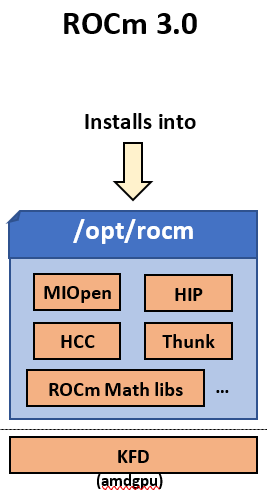 ROCm 3.0
Installs into
/opt/rocm
MIOpen
HIP
HCC
Thunk
ROCm Math libs
...
KFD
(amdgpu)